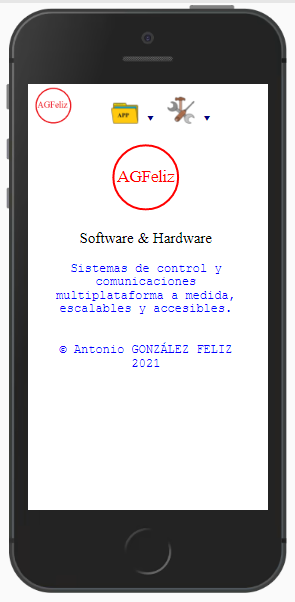 AGFeliz
APP
AGFeliz
Software & Hardware
Sistemas de control y
comunicaciones
multiplataforma a medida,
escalables y accesibles.
© Antonio GONZÁLEZ FELIZ
2021